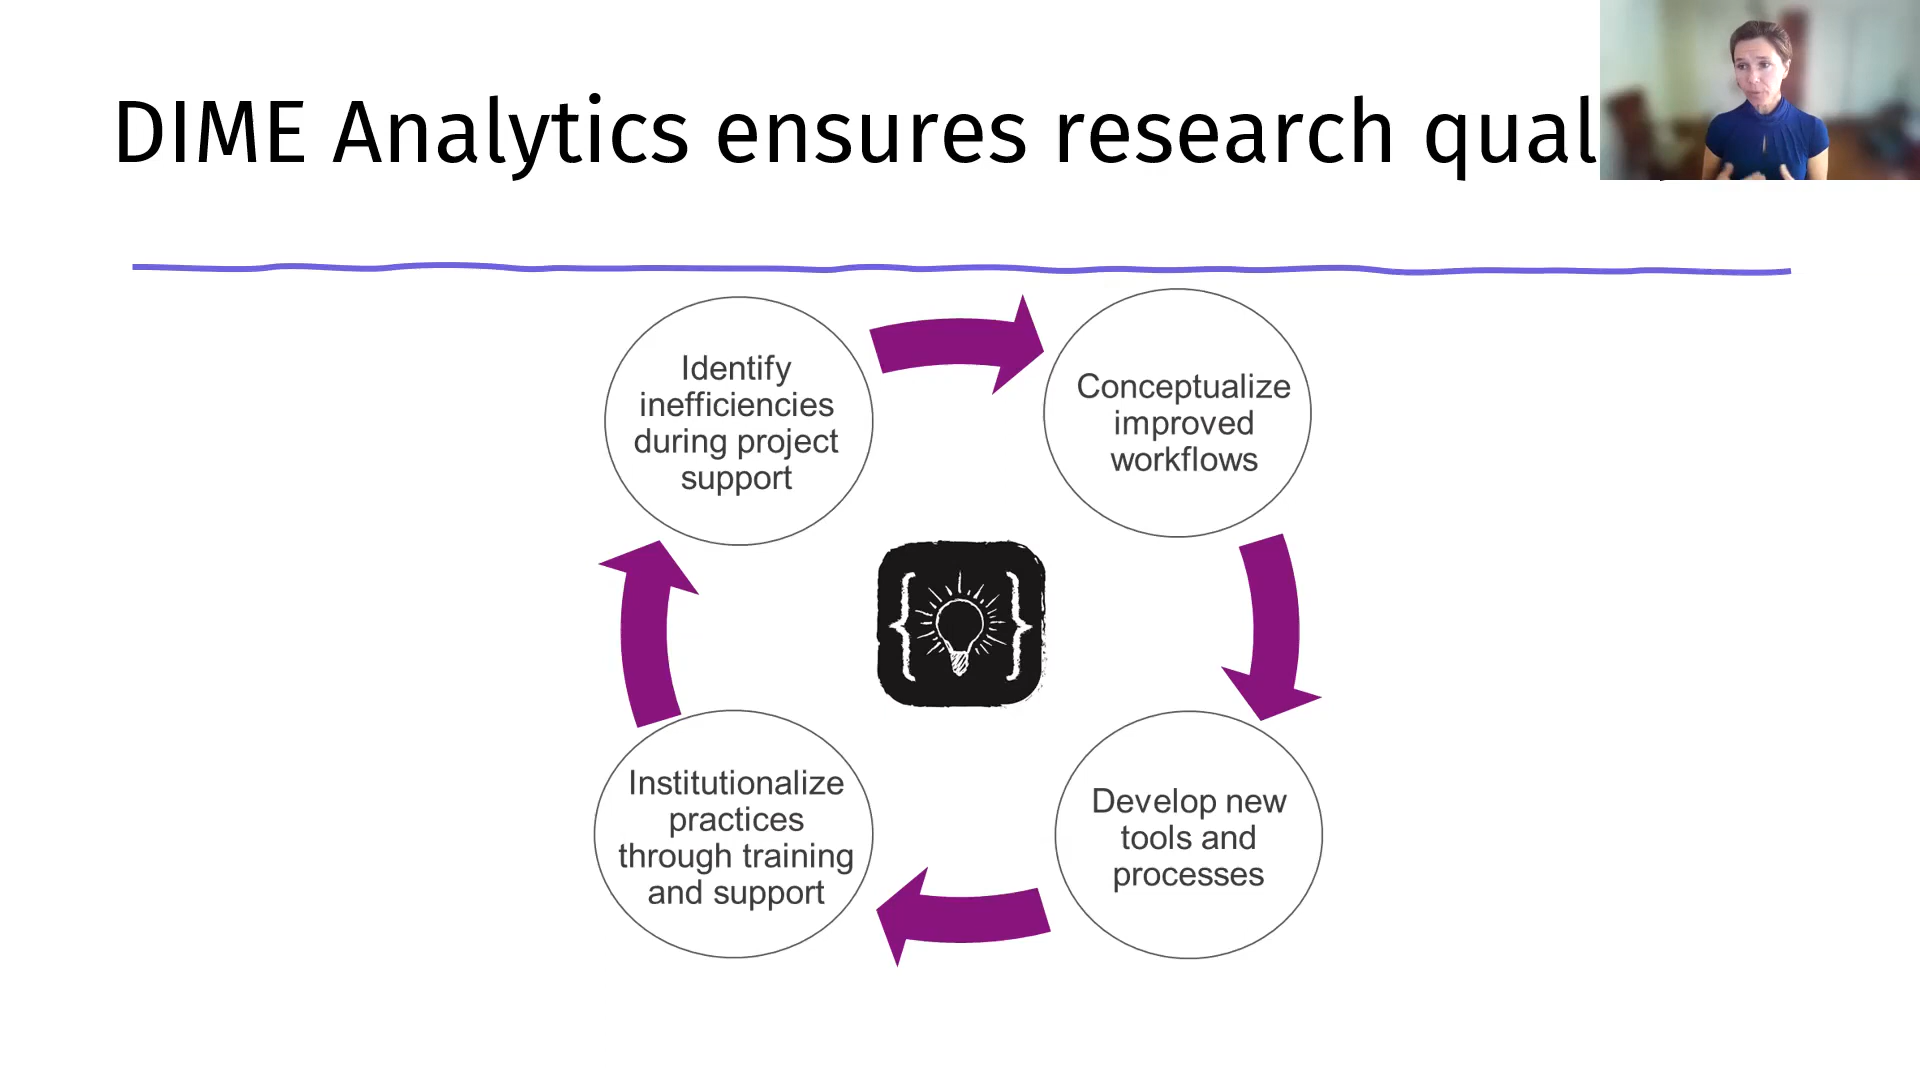 DIME Analytics ensures research qual
Identify
inefficiencies
during project
support
Conceptualize
improved
workflows
Develop new
tools and
processes
Institutionalize
practices
through training
and support